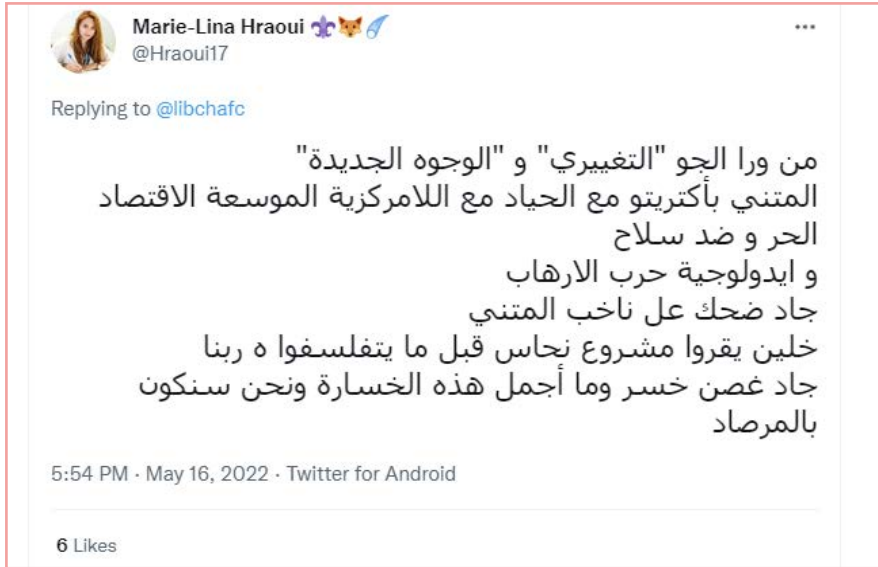 Marie-Lina Hraoui ⚜️🦊☄️
...
@Hraoui17
Replying to @libchafc
من ورا الجو "التغييري" و "الوجوه الجديدة"
المتني بأكتريتو مع الحياد مع اللامركزية الموسعة الاقتصاد
الحر و ضد سلاح
و ايدولوجية حرب الارهاب
جاد ضحك عل ناخب المتني
خلين يقروا مشروع نحاس قبل ما يتفلسفوا ه ربنا
جاد غصن خسر وما أجمل هذه الخسارة ونحن سنكون
بالمرصاد
5:54 PM · May 16, 2022 · Twitter for Android
6 Likes